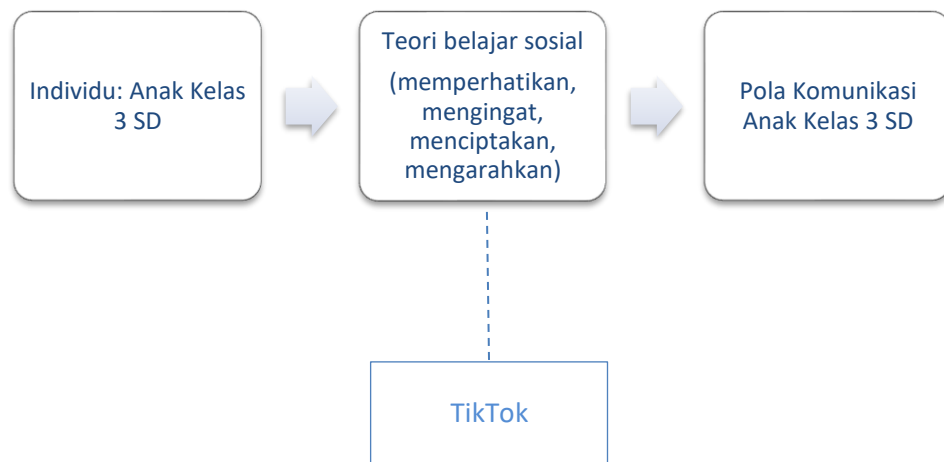 Individu: Anak Kelas
3 SD
Teori belajar sosial
(memperhatikan,
mengingat,
menciptakan,
mengarahkan)
Pola Komunikasi
Anak Kelas 3 SD
TikTok